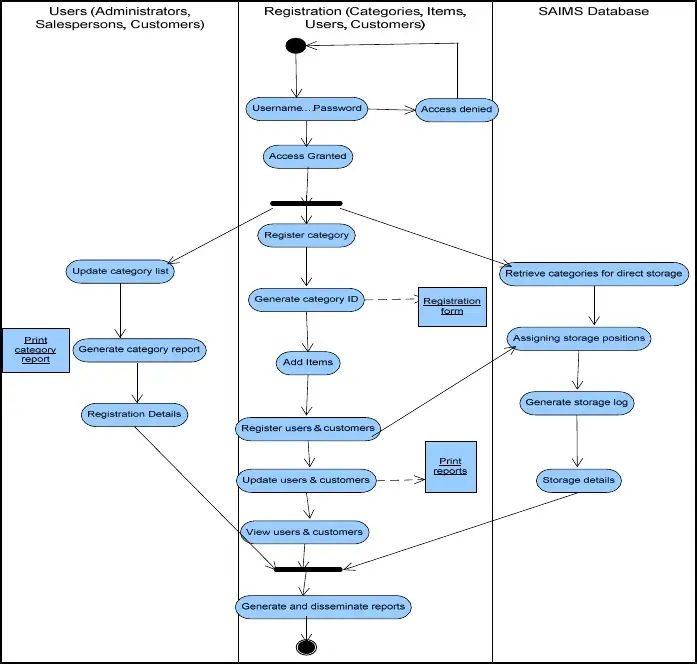 Users (Administrators,
Salespersons, Customers)
Registration (Categories, Items,
Users, Customers)
SAIMS Database
Username....Password
Access denied
Access Granted
Register category
Update category list
Retrieve categories for direct storage
Generate category ID
Registration
form
Print
category
report
Generate category report
Assigning storage positions
Add Items
Registration Details
Generate storage log
Register users & customers
Print
reports
Update users & customers
Storage details
View users & customers
Generate and disseminate reports